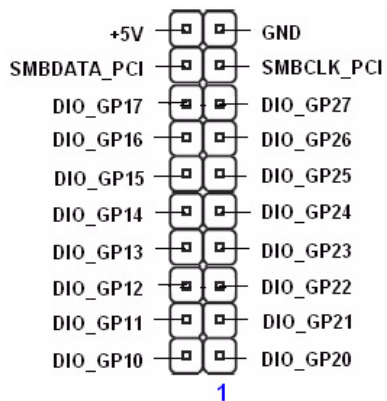 +5V GND
SMBDATA_PCI SMBCLK_PCI
DIO_GP17 DIO_GP27
DIO_GP16 DIO_GP26
DIO_GP15 DIO_GP25
DIO_GP14 DIO_GP24
DIO_GP13 DIO_GP23
DIO_GP12 DIO_GP22
DIO_GP11 DIO_GP21
DIO_GP10 DIO_GP20
1